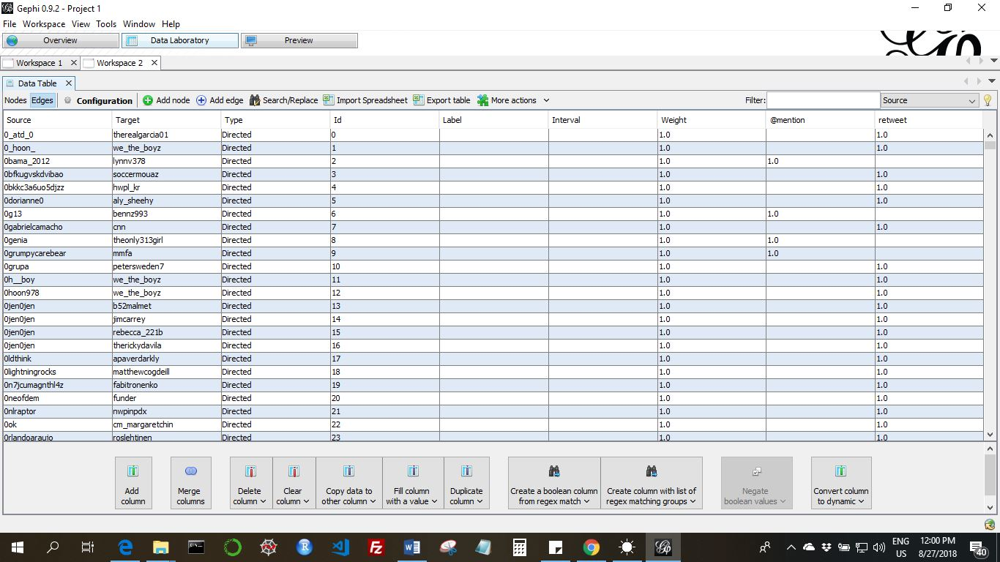 Gephi 0.9.2 - Project 1
File Workspace View Tools Window Help
Overview Data Laboratory Preview
Workspace 1 Workspace 2
Data Table
Nodes Edges Configuration Add node Add edge Search/Replace Import Spreadsheet Export table More actions Filter: Source
Source Target Type Id Label Interval Weight @mention retweet
0_atd_0 therealgarcia01 Directed 0 1.0 1.0
0_hoon_ we_the_boyz Directed 1 1.0 1.0
0bama_2012 lynnv378 Directed 2 1.0 1.0
0bfkugvskdvibao soccermouaz Directed 3 1.0 1.0
0bkkc3a6uo5djzz hwpl_kr Directed 4 1.0 1.0
0dorianne0 aly_sheehy Directed 5 1.0 1.0
0g13 bennz993 Directed 6 1.0 1.0
0gabrielcamacho cnn Directed 7 1.0 1.0
0genia theonly313girl Directed 8 1.0 1.0
0grumpycarebear mmfa Directed 9 1.0 1.0
0grupa petersweden7 Directed 10 1.0 1.0
0h__boy we_the_boyz Directed 11 1.0 1.0
0hoon978 we_the_boyz Directed 12 1.0 1.0
0jen0jen b52malmet Directed 13 1.0 1.0
0jen0jen jimcarrey Directed 14 1.0 1.0
0jen0jen rebecca_221b Directed 15 1.0 1.0
0jen0jen therickydavila Directed 16 1.0 1.0
0ldthink apaverdarkly Directed 17 1.0 1.0
0lightningrocks matthewcogdeill Directed 18 1.0 1.0
0n7jcumagnthl4z fabitronenko Directed 19 1.0 1.0
0neofdem funder Directed 20 1.0 1.0
0nlraptor nwpinpdx Directed 21 1.0 1.0
0ok cm_margaretchin Directed 22 1.0 1.0
0rlandoaraujo roslehtinen Directed 23 1.0 1.0
Add column
Merge columns
Delete column
Clear column
Copy data to other column
Fill column with a value
Duplicate column
Create a boolean column from regex match
Create column with list of regex matching groups
Negate boolean values
Convert column to dynamic
ENG US
12:00 PM
8/27/2018
40